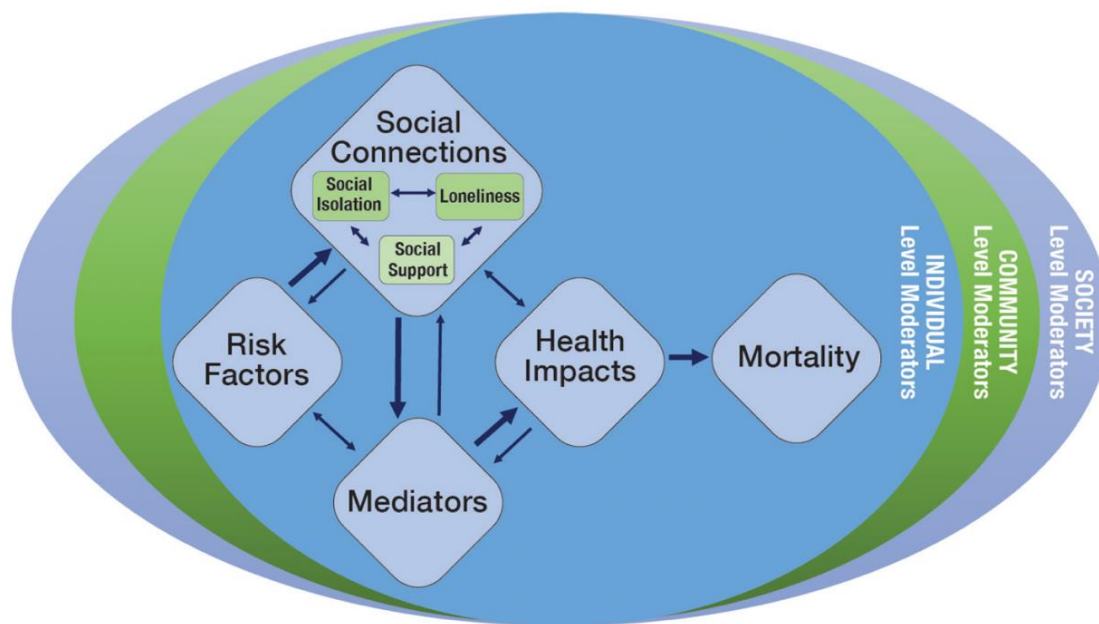 Social
Connections
Social
Isolation
Loneliness
Social
Support
Risk
Factors
Health
Impacts
Mortality
Mediators
INDIVIDUAL
Level Moderators
COMMUNITY
Level Moderators
SOCIETY
Level Moderators